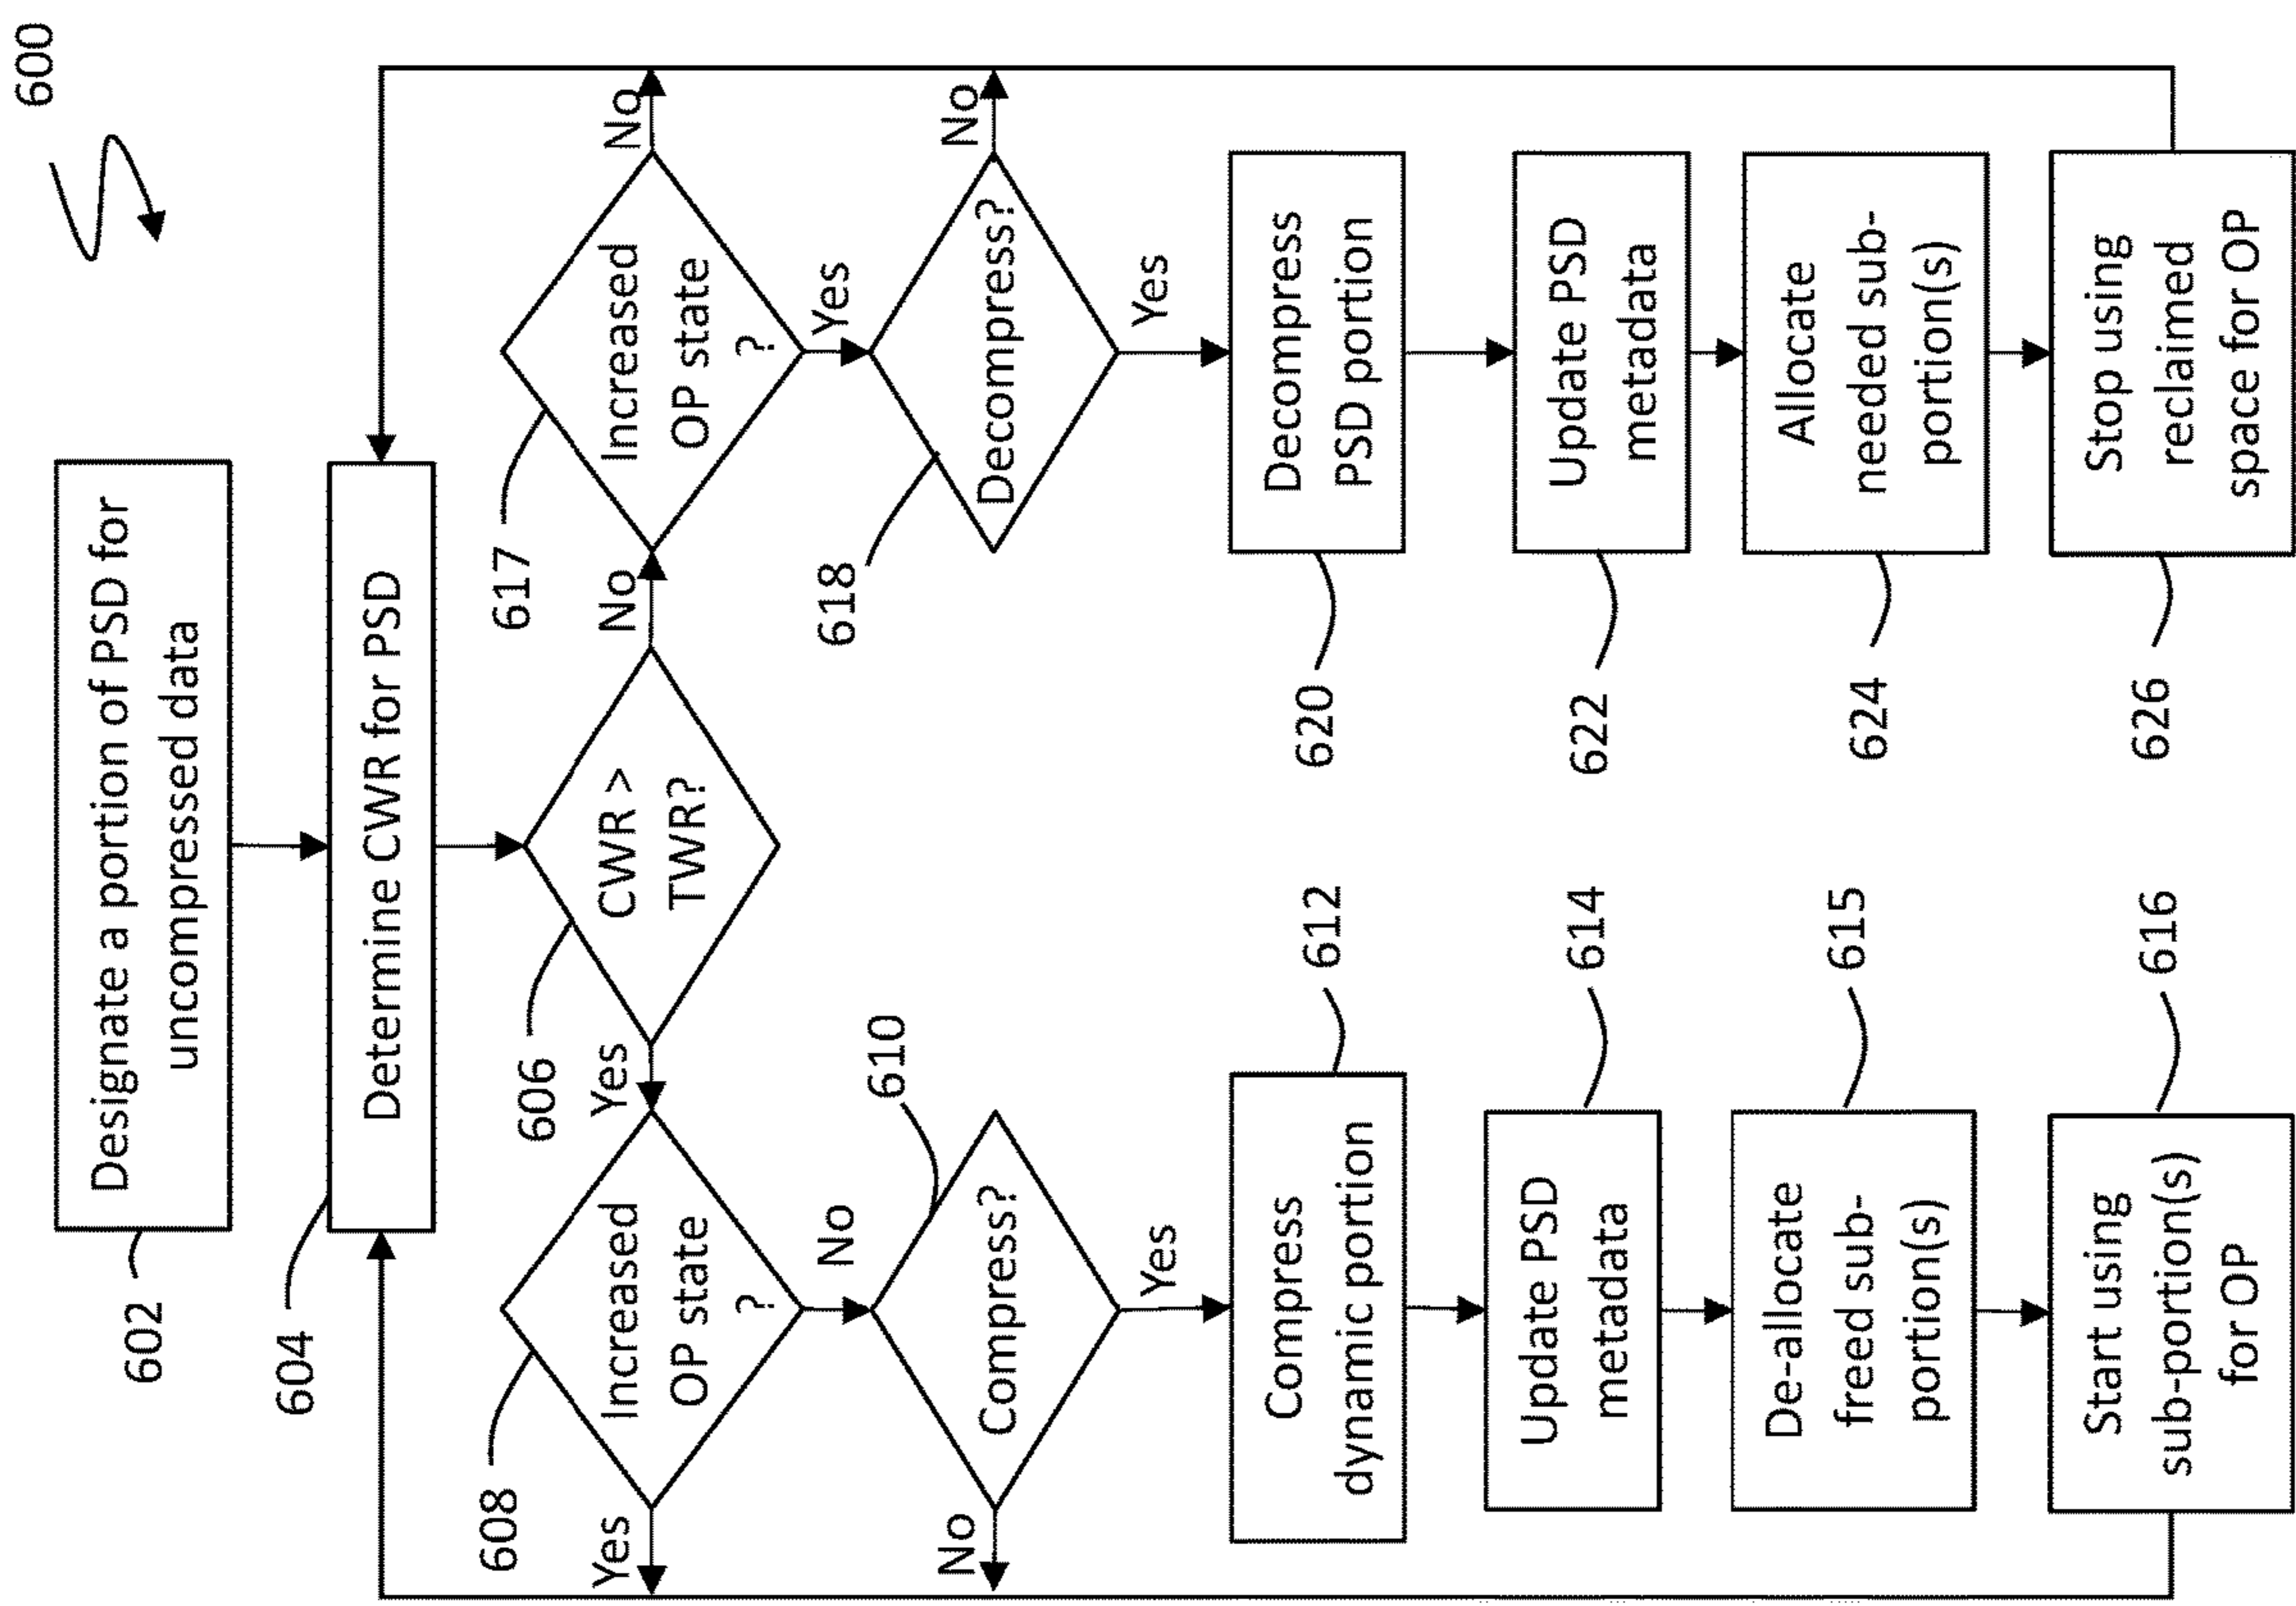 600
Designate a portion of PSD for
uncompressed data
602
Determine CWR for PSD
604
CWR >
TWR?
606
Yes
No
Increased
OP state
?
608
Yes
No
Compress?
610
No
Yes
Compress
dynamic portion
612
Update PSD
metadata
614
De-allocate
freed sub-
portion(s)
615
Start using
sub-portion(s)
for OP
616
Increased
OP state
?
617
No
Yes
Decompress?
618
No
Yes
Decompress
PSD portion
620
Update PSD
metadata
622
Allocate
needed sub-
portion(s)
624
Stop using
reclaimed
space for OP
626